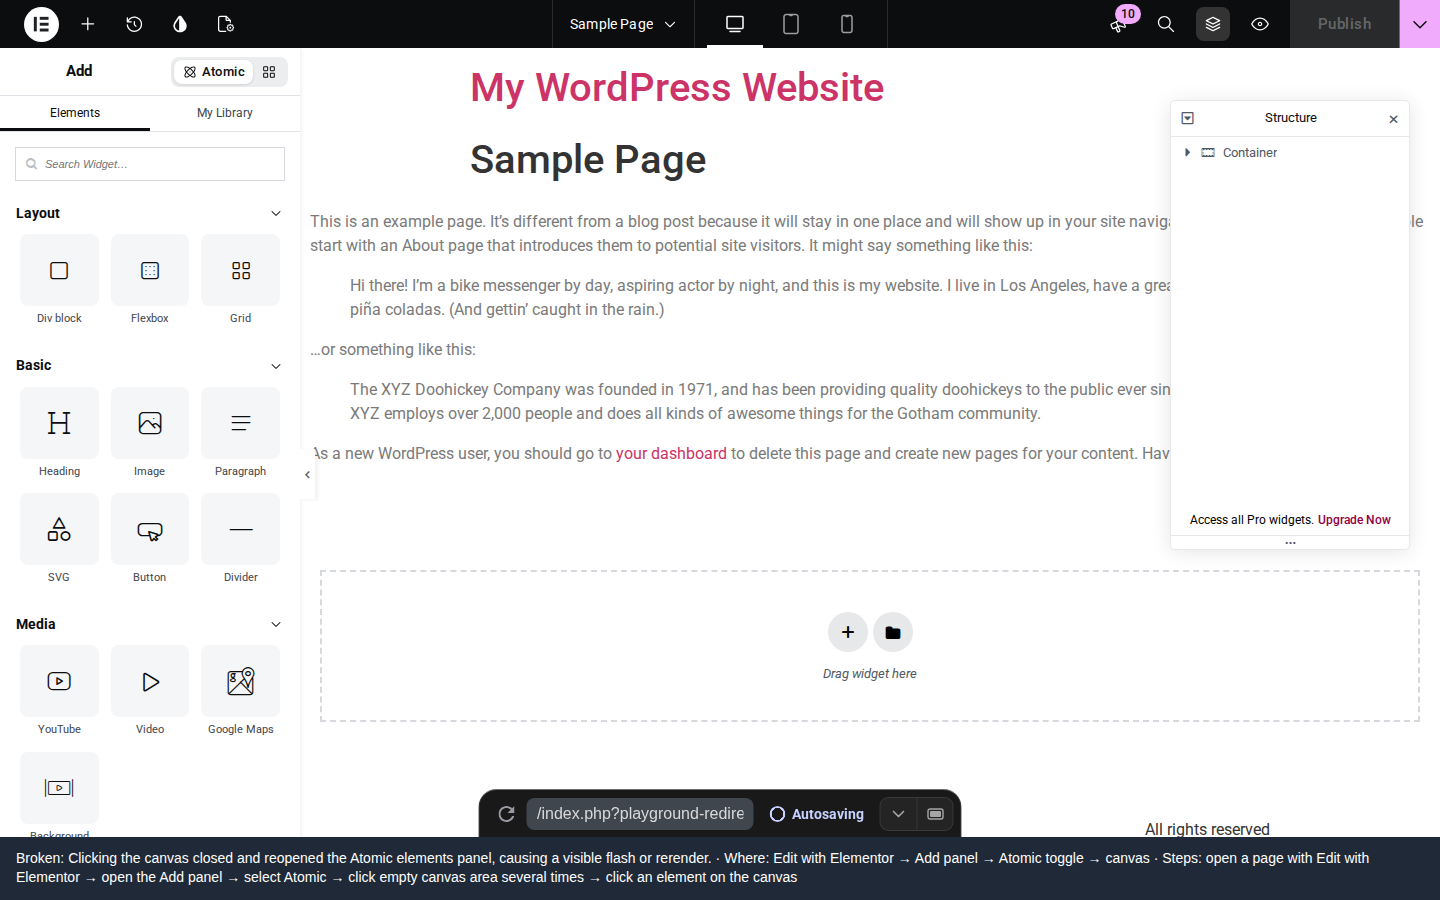 Sample Page
10
Publish
Add
Atomic
Elements
My Library
Search Widget...
Layout
Div block
Flexbox
Grid
Basic
Heading
Image
Paragraph
SVG
Button
Divider
Media
YouTube
Video
Google Maps
Background
My WordPress Website
Sample Page
This is an example page. It's different from a blog post because it will stay in one place and will show up in your site
start with an About page that introduces them to potential site visitors. It might say something like this:
Hi there! I'm a bike messenger by day, aspiring actor by night, and this is my website. I live in Los Angeles, have a
piña coladas. (And gettin' caught in the rain.)
...or something like this:
The XYZ Doohickey Company was founded in 1971, and has been providing quality doohickeys to the public ever
XYZ employs over 2,000 people and does all kinds of awesome things for the Gotham community.
As a new WordPress user, you should go to your dashboard to delete this page and create new pages for your content.
Structure
Container
Access all Pro widgets. Upgrade Now
Drag widget here
/index.php?playground-redire
Autosaving
All rights reserved
Broken: Clicking the canvas closed and reopened the Atomic elements panel, causing a visible flash or rerender. · Where: Edit with Elementor → Add panel → Atomic toggle → canvas · Steps: open a page with Edit with
Elementor → open the Add panel → select Atomic → click empty canvas area several times → click an element on the canvas